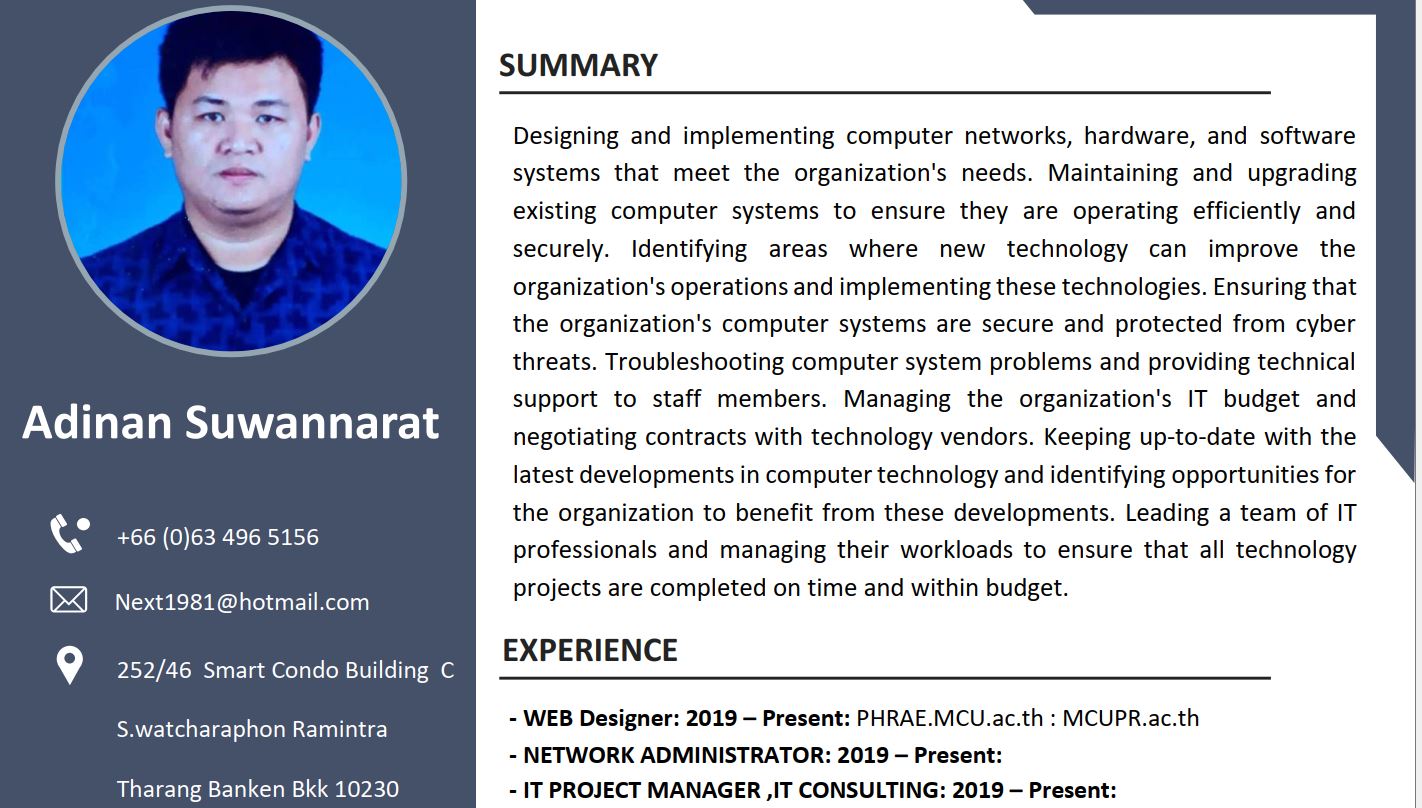 Adinan Suwannarat
+66 (0)63 496 5156
Next1981@hotmail.com
252/46  Smart Condo Building  C
S.watcharaphon Ramintra
Tharang Banken Bkk 10230
SUMMARY
Designing and implementing computer networks, hardware, and software
systems that meet the organization's needs. Maintaining and upgrading
existing computer systems to ensure they are operating efficiently and
securely. Identifying areas where new technology can improve the
organization's operations and implementing these technologies. Ensuring that
the organization's computer systems are secure and protected from cyber
threats. Troubleshooting computer system problems and providing technical
support to staff members. Managing the organization's IT budget and
negotiating contracts with technology vendors. Keeping up-to-date with the
latest developments in computer technology and identifying opportunities for
the organization to benefit from these developments. Leading a team of IT
professionals and managing their workloads to ensure that all technology
projects are completed on time and within budget.
EXPERIENCE
- WEB Designer: 2019 – Present: PHRAE.MCU.ac.th : MCUPR.ac.th
- NETWORK ADMINISTRATOR: 2019 – Present:
- IT PROJECT MANAGER ,IT CONSULTING: 2019 – Present: